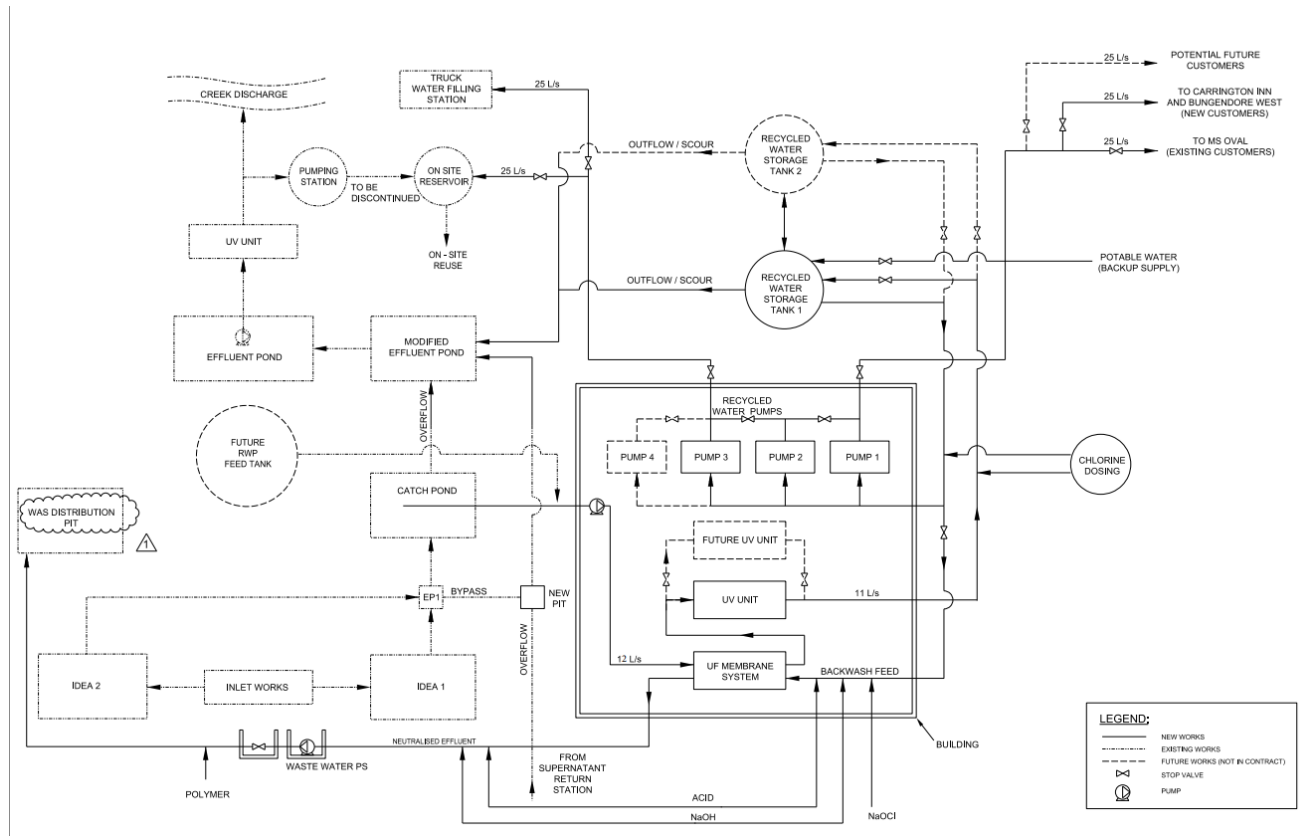 25 L/s
POTENTIAL FUTURE
CUSTOMERS
TRUCK
WATER FILLING
STATION
25 L/s
CREEK DISCHARGE
25 L/s
TO CARRINGTON INN
AND BUNGENDORE WEST
(NEW CUSTOMERS)
25 L/s
TO MS OVAL
(EXISTING CUSTOMERS)
OUTFLOW / SCOUR
RECYCLED
WATER
STORAGE
TANK 2
PUMPING
STATION
TO BE
DISCONTINUED
ON SITE
RESERVOIR
25 L/s
UV UNIT
ON - SITE
REUSE
POTABLE WATER
(BACKUP SUPPLY)
OUTFLOW / SCOUR
RECYCLED
WATER
STORAGE
TANK 1
EFFLUENT POND
MODIFIED
EFFLUENT POND
OVERFLOW
RECYCLED
WATER PUMPS
FUTURE
RWP
FEED TANK
PUMP 4
PUMP 3
PUMP 2
PUMP 1
CHLORINE
DOSING
CATCH POND
WAS DISTRIBUTION
PIT
1
FUTURE UV UNIT
EP1
BYPASS
NEW
PIT
UV UNIT
11 L/s
OVERFLOW
IDEA 2
INLET WORKS
IDEA 1
12 L/s
UF MEMBRANE
SYSTEM
BACKWASH FEED
NEUTRALISED EFFLUENT
BUILDING
WASTE WATER PS
FROM
SUPERNATANT
RETURN
STATION
POLYMER
ACID
NaOH
NaOCl
LEGEND:
NEW WORKS
EXISTING WORKS
FUTURE WORKS (NOT IN CONTRACT)
STOP VALVE
PUMP